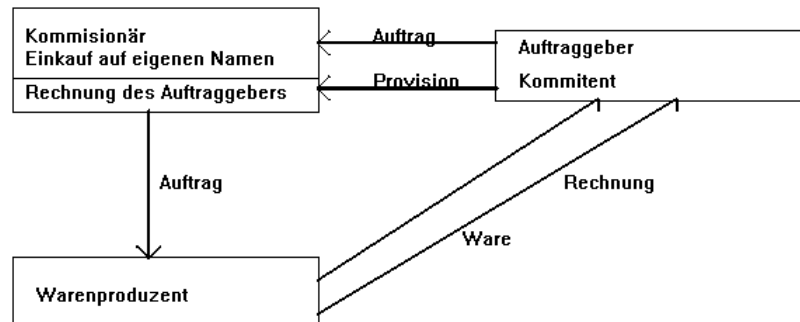 Kommisionär
Einkauf auf eigenen Namen
Rechnung des Auftraggebers
Auftrag
Provision
Auftraggeber
Kommitent
Auftrag
Rechnung
Ware
Warenproduzent